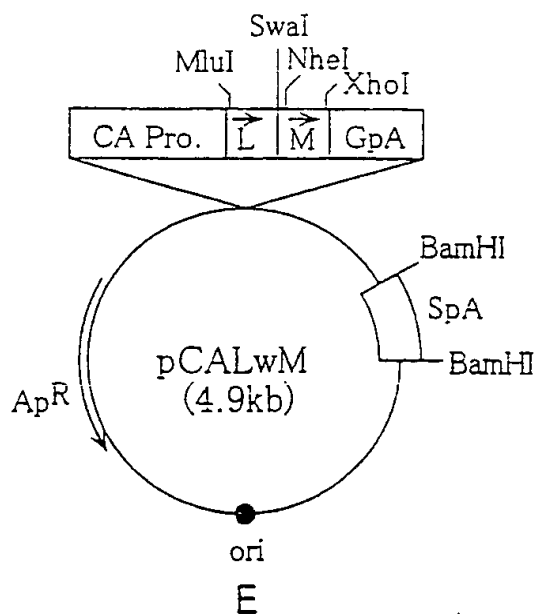 SwaI
MluI
NheI
XhoI
CA Pro.
L
M
GpA
BamHI
SpA
BamHI
pCALwM
(4.9kb)
ApR
ori
E